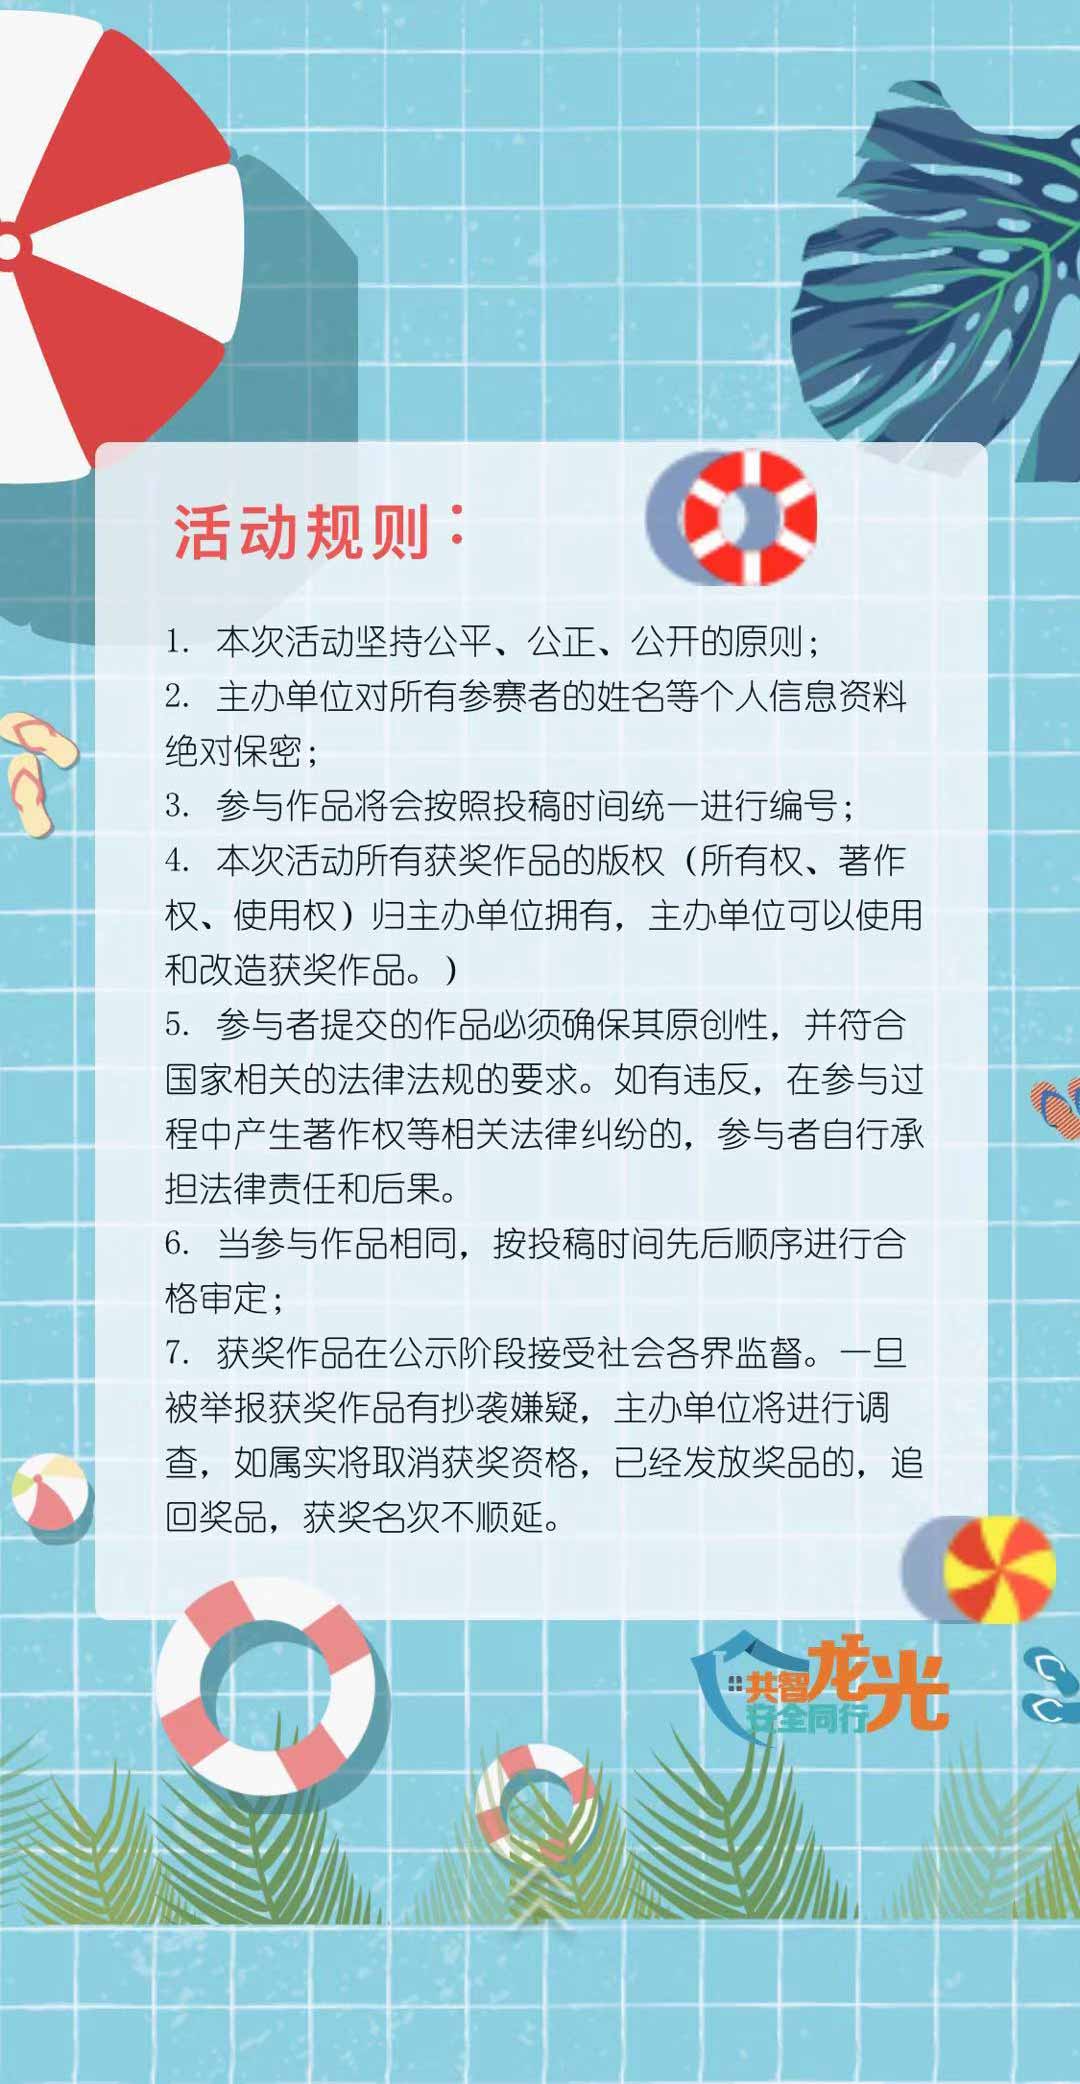 活动规则：
1. 本次活动坚持公平、公正、公开的原则；
2. 主办单位对所有参赛者的姓名等个人信息资料
绝对保密；
3. 参与作品将会按照投稿时间统一进行编号；
4. 本次活动所有获奖作品的版权（所有权、著作
权、使用权）归主办单位拥有，主办单位可以使用
和改造获奖作品。）
5. 参与者提交的作品必须确保其原创性，并符合
国家相关的法律法规的要求。如有违反，在参与过
程中产生著作权等相关法律纠纷的，参与者自行承
担法律责任和后果。
6. 当参与作品相同，按投稿时间先后顺序进行合
格审定；
7. 获奖作品在公示阶段接受社会各界监督。一旦
被举报获奖作品有抄袭嫌疑，主办单位将进行调
查，如属实将取消获奖资格，已经发放奖品的，追
回奖品，获奖名次不顺延。
共智龙光
安全同行